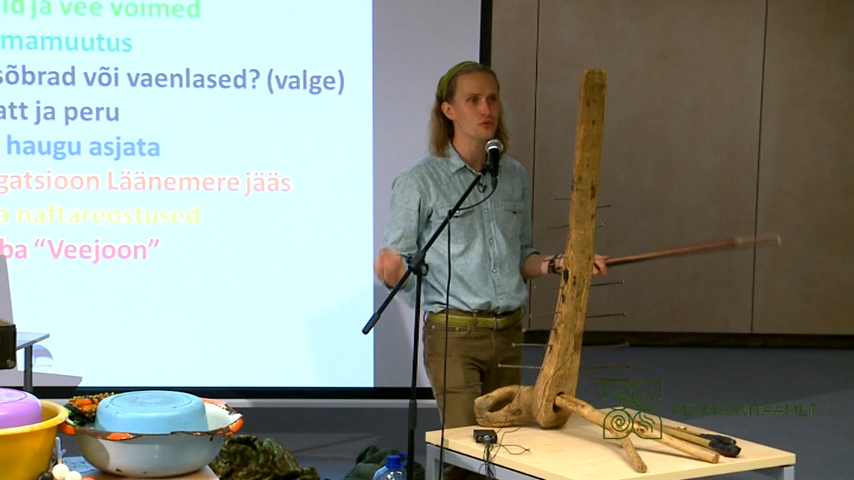 id ja vee võimed
mamuutus
sõbrad või vaenlased? (valge)
att ja peru
haugu asjata
gatsioon Läänemere jääs
a naftareostused
ba “Veejoon”